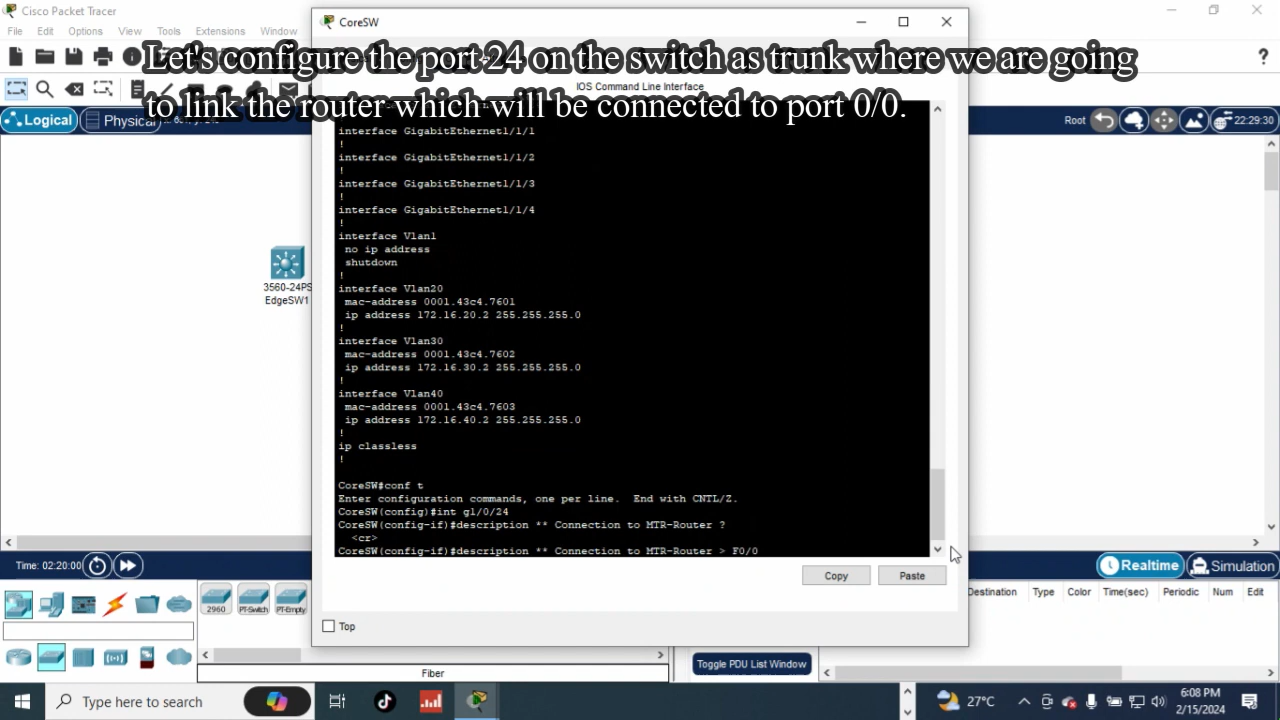 Cisco Packet Tracer
CoreSW
File Edit Options View Tools Extensions Window
Let's configure the port 24 on the switch as trunk where we are going
to link the router which will be connected to port 0/0.
IOS Command Line Interface
Logical Physical Root 22:29:30
interface GigabitEthernet1/1/1
!
interface GigabitEthernet1/1/2
!
interface GigabitEthernet1/1/3
!
interface GigabitEthernet1/1/4
!
interface Vlan1
no ip address
shutdown
!
interface Vlan20
mac-address 0001.43c4.7601
ip address 172.16.20.2 255.255.255.0
!
interface Vlan30
mac-address 0001.43c4.7602
ip address 172.16.30.2 255.255.255.0
!
interface Vlan40
mac-address 0001.43c4.7603
ip address 172.16.40.2 255.255.255.0
!
ip classless
!
CoreSW#conf t
Enter configuration commands, one per line. End with CNTL/Z.
CoreSW(config)#int g1/0/24
CoreSW(config-if)#description ** Connection to MTR-Router ?
<cr>
CoreSW(config-if)#description ** Connection to MTR-Router > F0/0
3560-24PS
EdgeSW1
Copy Paste
Top
Time: 02:20:00 Realtime Simulation
2960 PT-Switch PT-Empty
Destination Type Color Time(sec) Periodic Num Edit
Fiber
Toggle PDU List Window
Type here to search
27°C
6:08 PM
2/15/2024